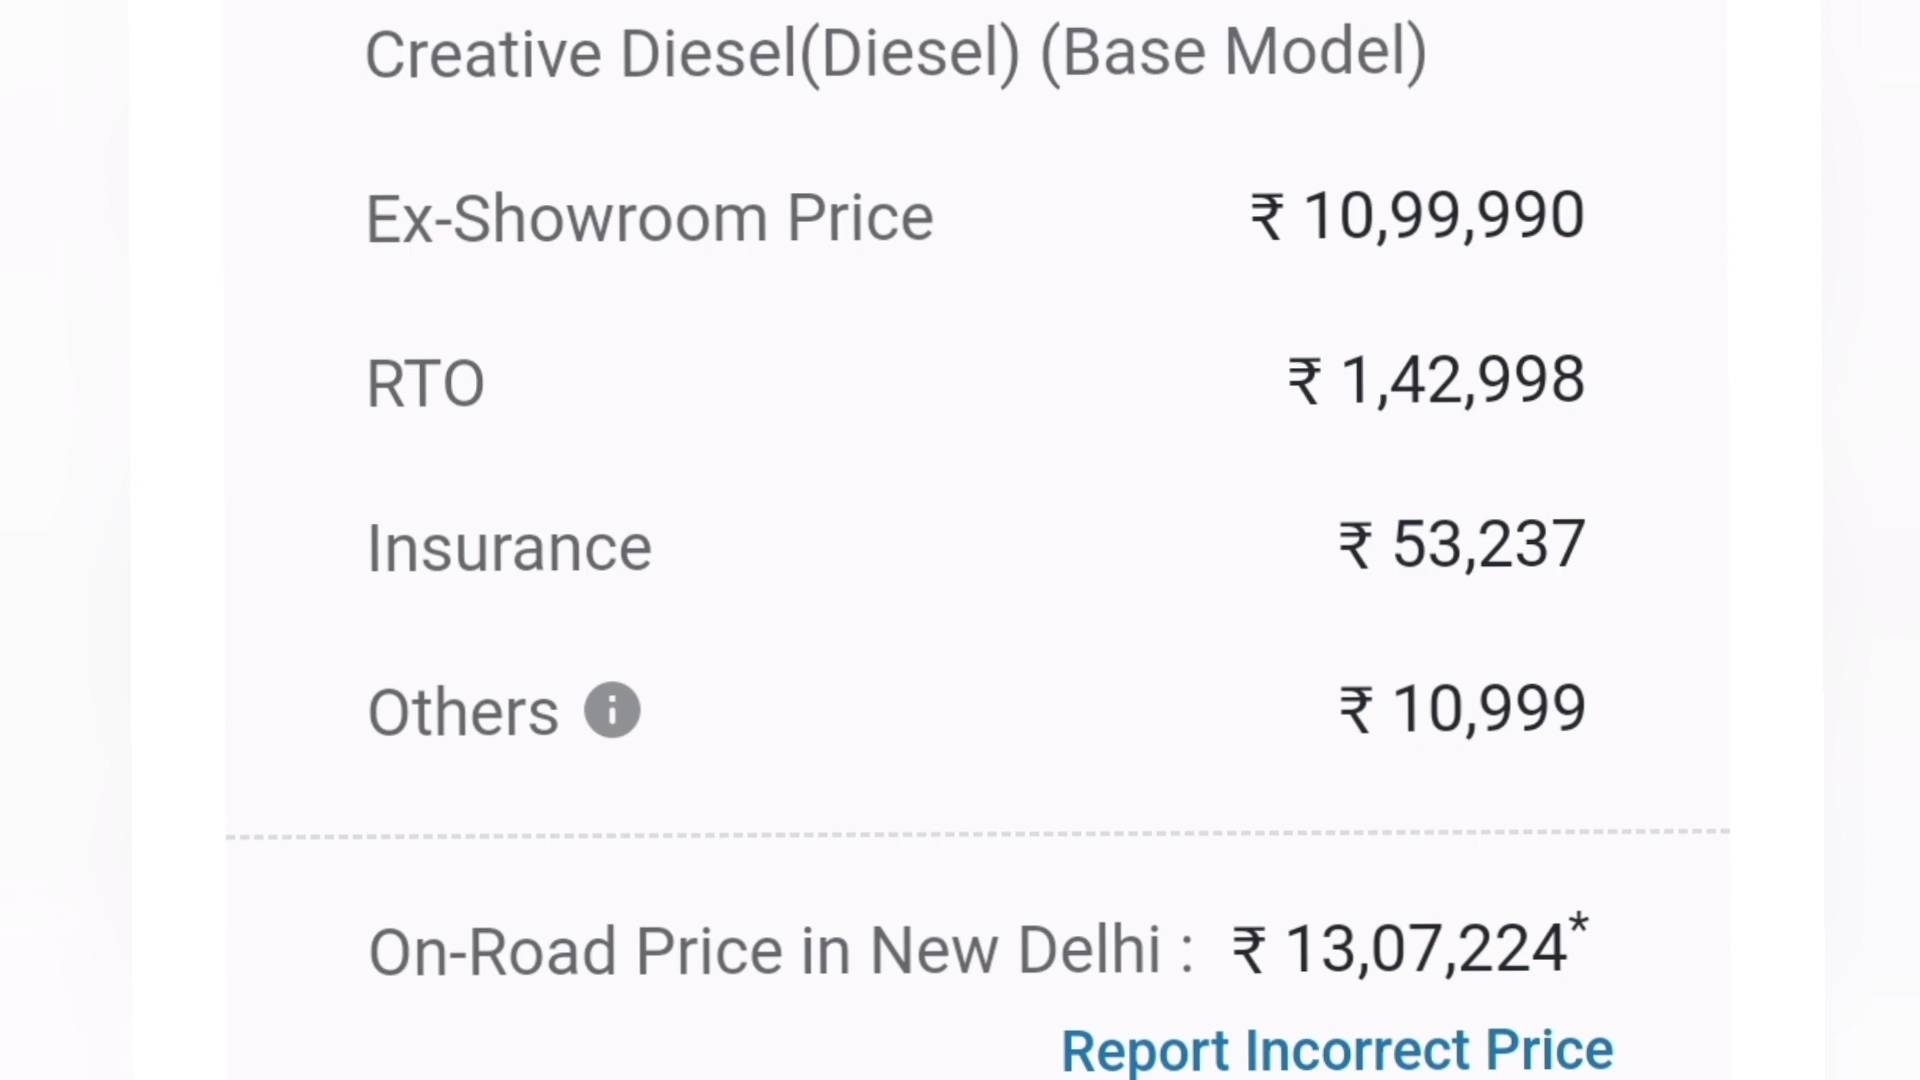 Creative Diesel(Diesel) (Base Model)
Ex-Showroom Price ₹ 10,99,990
RTO ₹ 1,42,998
Insurance ₹ 53,237
Others ₹ 10,999
On-Road Price in New Delhi : ₹ 13,07,224*
Report Incorrect Price